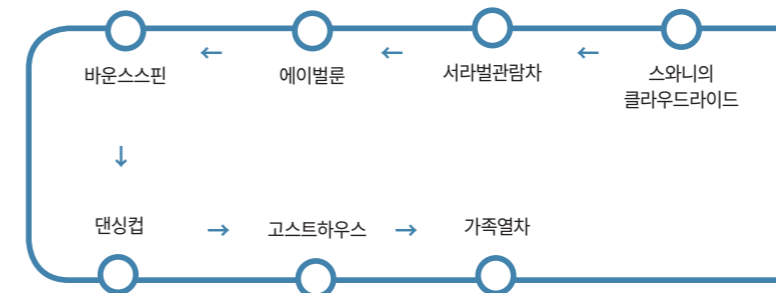 바운스스핀
에이벌룬
서라벌관람차
스와니의
클라우드라이드
댄싱컵
고스트하우스
가족열차